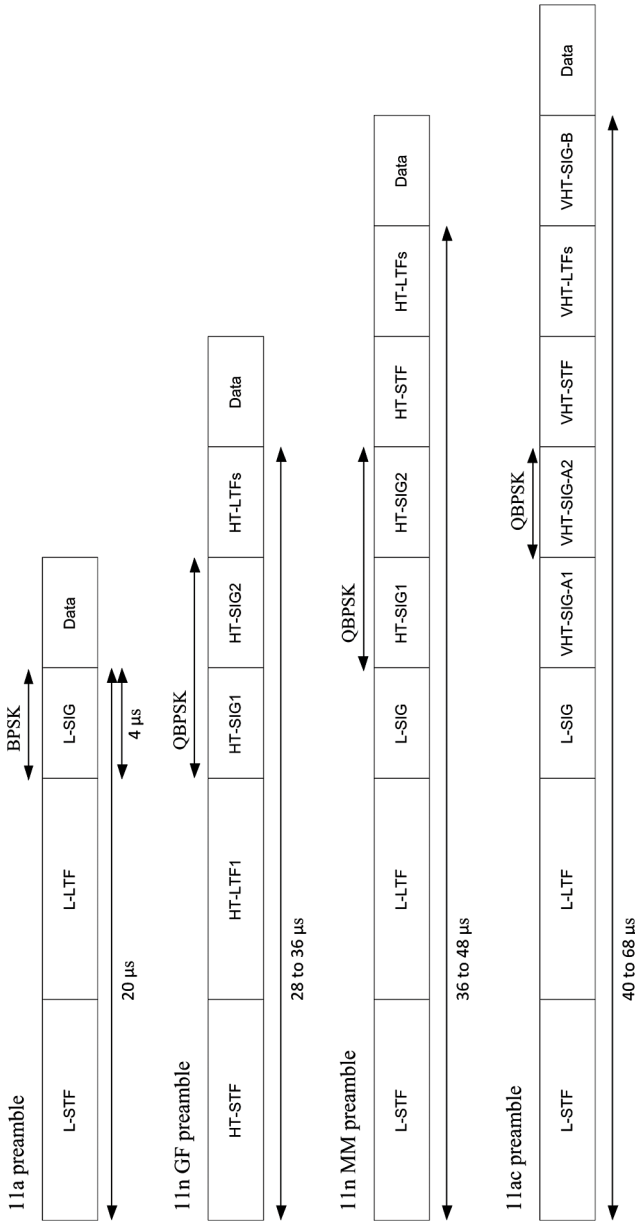 11a preamble
BPSK
L-STF
L-LTF
L-SIG
Data
4 μs
20 μs
11n GF preamble
QBPSK
HT-STF
HT-LTF1
HT-SIG1
HT-SIG2
HT-LTFs
Data
28 to 36 μs
11n MM preamble
QBPSK
L-STF
L-LTF
L-SIG
HT-SIG1
HT-SIG2
HT-STF
HT-LTFs
Data
36 to 48 μs
11ac preamble
QBPSK
L-STF
L-LTF
L-SIG
VHT-SIG-A1
VHT-SIG-A2
VHT-STF
VHT-LTFs
VHT-SIG-B
Data
40 to 68 μs